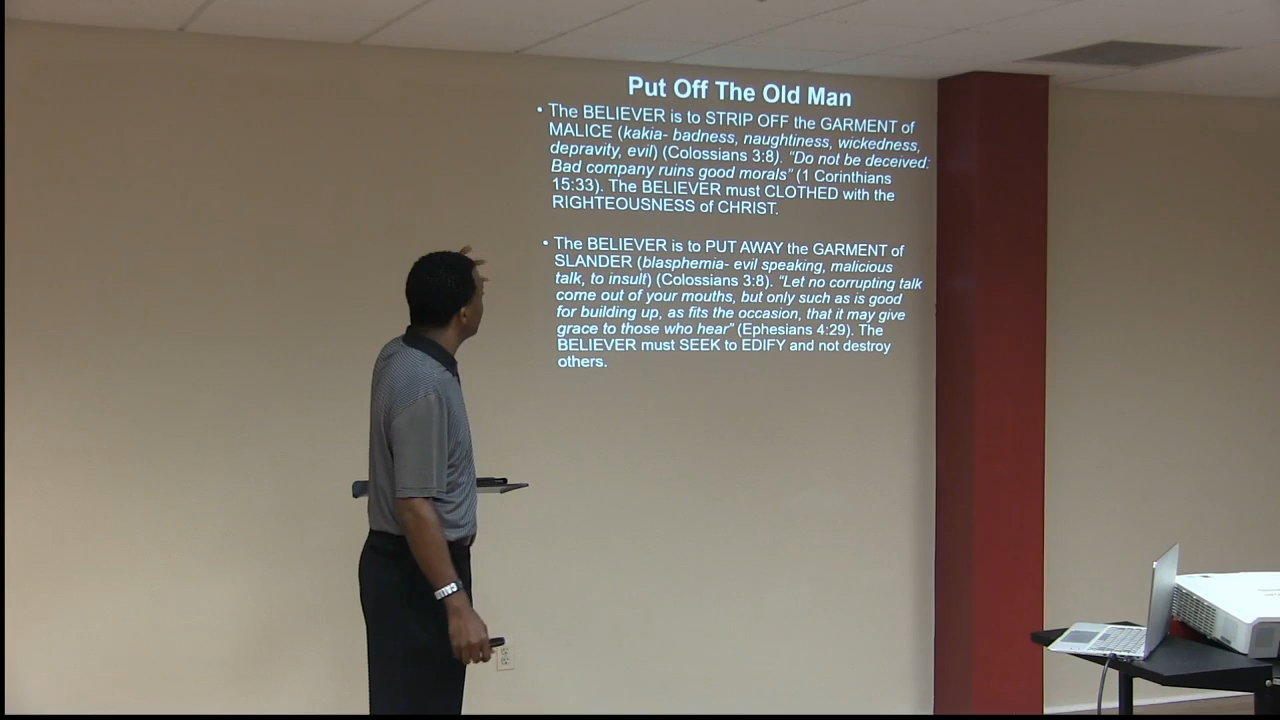 Put Off The Old Man
• The BELIEVER is to STRIP OFF the GARMENT of
MALICE (kakia- badness, naughtiness, wickedness,
depravity, evil) (Colossians 3:8). “Do not be deceived:
Bad company ruins good morals” (1 Corinthians
15:33). The BELIEVER must CLOTHED with the
RIGHTEOUSNESS of CHRIST.
• The BELIEVER is to PUT AWAY the GARMENT of
SLANDER (blasphemia- evil speaking, malicious
talk, to insult) (Colossians 3:8). “Let no corrupting talk
come out of your mouths, but only such as is good
for building up, as fits the occasion, that it may give
grace to those who hear” (Ephesians 4:29). The
BELIEVER must SEEK to EDIFY and not destroy
others.